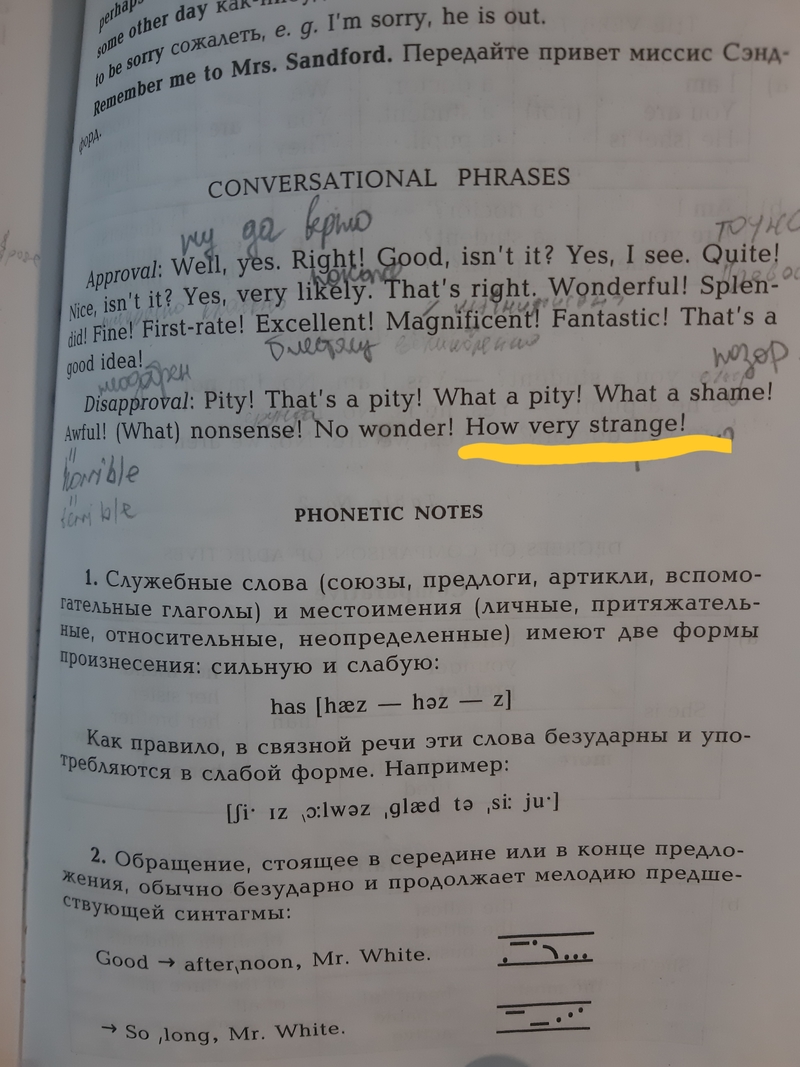 perhaps
some other day
to be sorry сожалеть, e. g. I'm sorry, he is out.
Remember me to Mrs. Sandford. Передайте привет миссис Сэнд-
форд.
CONVERSATIONAL PHRASES
ну да верно
Approval: Well, yes. Right! Good, isn't it? Yes, I see. Quite!
Nice, isn't it? Yes, very likely. That's right. Wonderful! Splen-
did! Fine! First-rate! Excellent! Magnificent! Fantastic! That's a
good idea!
позор
Disapproval: Pity! That's a pity! What a pity! What a shame!
Awful! (What) nonsense! No wonder! How very strange!
horrible
terrible
PHONETIC NOTES
1. Служебные слова (союзы, предлоги, артикли, вспомо-
гательные глаголы) и местоимения (личные, притяжатель-
ные, относительные, неопределенные) имеют две формы
произнесения: сильную и слабую:
has [hæz — həz — z]
Как правило, в связной речи эти слова безударны и упо-
требляются в слабой форме. Например:
[ʃi· ɪz ˎɔ:lwəz ˌglæd tə ˌsi: ju·]
2. Обращение, стоящее в середине или в конце предло-
жения, обычно безударно и продолжает мелодию предше-
ствующей синтагмы:
Good → afterˎnoon, Mr. White.
→ So ˌlong, Mr. White.